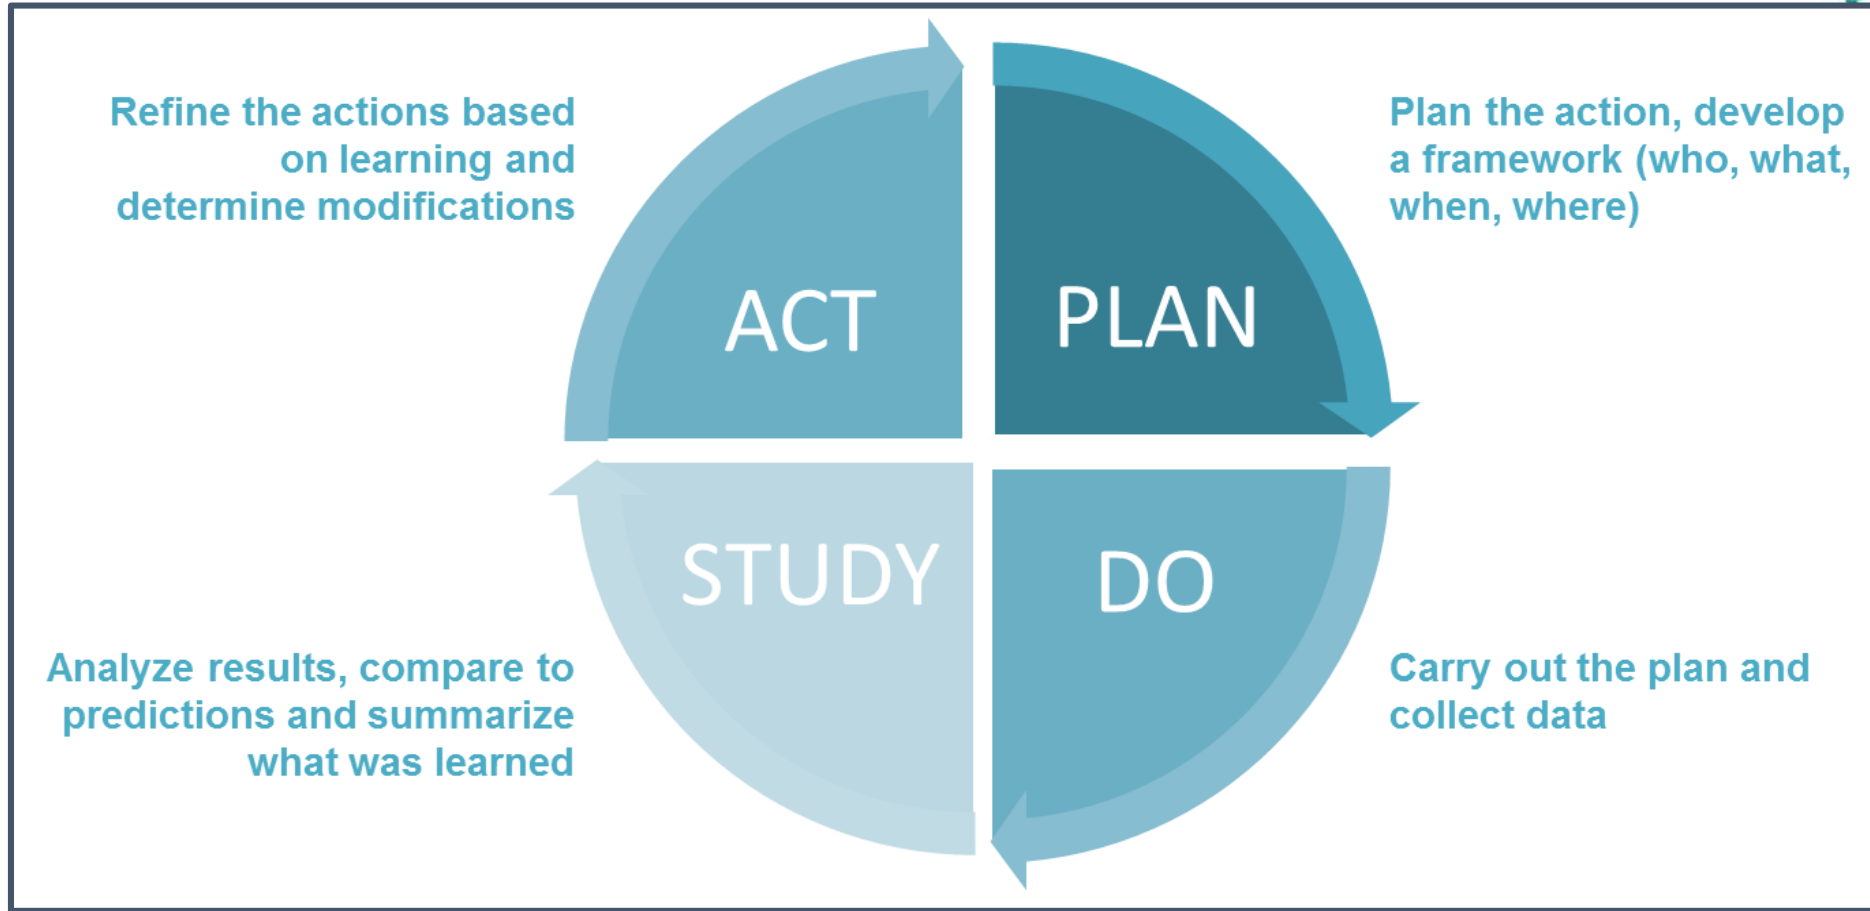 Refine the actions based
on learning and
determine modifications
Plan the action, develop
a framework (who, what,
when, where)
ACT
PLAN
STUDY
DO
Analyze results, compare to
predictions and summarize
what was learned
Carry out the plan and
collect data